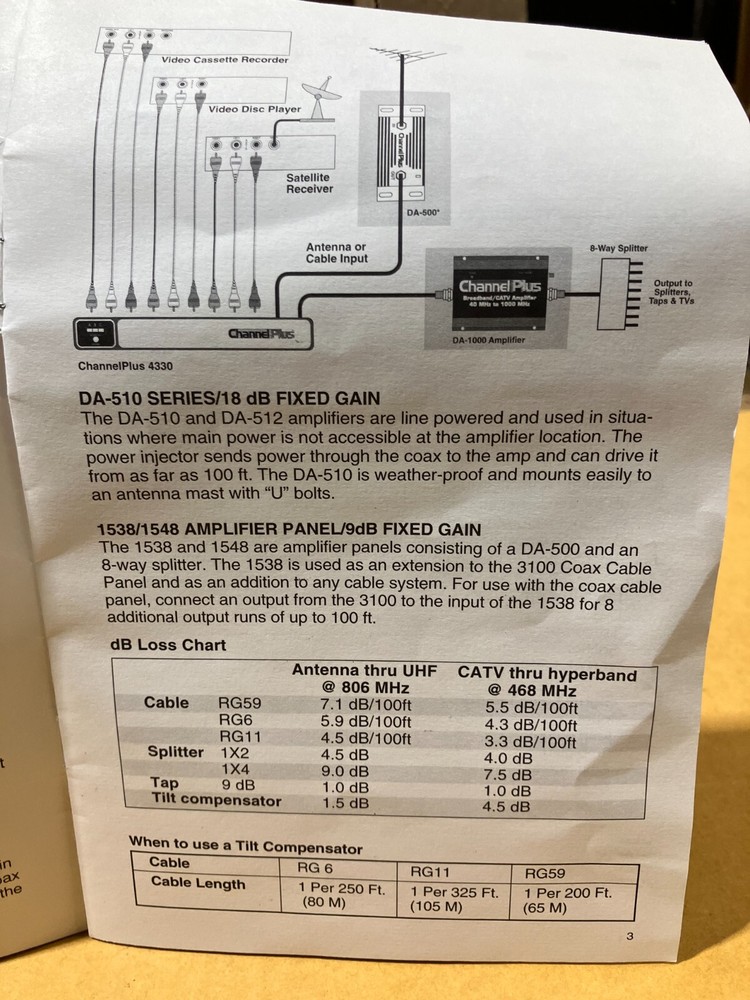 Video Cassette Recorder
Video Disc Player
Satellite
Receiver
ChannelPlus
DA-500*
Antenna or
Cable Input
8-Way Splitter
ChannelPlus
Broadband/CATV Amplifier
45 MHz to 1000 MHz
Output to
Splitters,
Taps & TVs
DA-1000 Amplifier
ChannelPlus
ChannelPlus 4330
DA-510 SERIES/18 dB FIXED GAIN
The DA-510 and DA-512 amplifiers are line powered and used in situa-
tions where main power is not accessible at the amplifier location. The
power injector sends power through the coax to the amp and can drive it
from as far as 100 ft. The DA-510 is weather-proof and mounts easily to
an antenna mast with “U” bolts.
1538/1548 AMPLIFIER PANEL/9dB FIXED GAIN
The 1538 and 1548 are amplifier panels consisting of a DA-500 and an
8-way splitter. The 1538 is used as an extension to the 3100 Coax Cable
Panel and as an addition to any cable system. For use with the coax cable
panel, connect an output from the 3100 to the input of the 1538 for 8
additional output runs of up to 100 ft.
dB Loss Chart
Antenna thru UHF CATV thru hyperband
@ 806 MHz @ 468 MHz
Cable RG59 7.1 dB/100ft 5.5 dB/100ft
RG6 5.9 dB/100ft 4.3 dB/100ft
RG11 4.5 dB/100ft 3.3 dB/100ft
Splitter 1X2 4.5 dB 4.0 dB
1X4 9.0 dB 7.5 dB
Tap 9 dB 1.0 dB 1.0 dB
Tilt compensator 1.5 dB 4.5 dB
When to use a Tilt Compensator
Cable RG 6 RG11 RG59
Cable Length 1 Per 250 Ft. 1 Per 325 Ft. 1 Per 200 Ft.
(80 M) (105 M) (65 M)
3